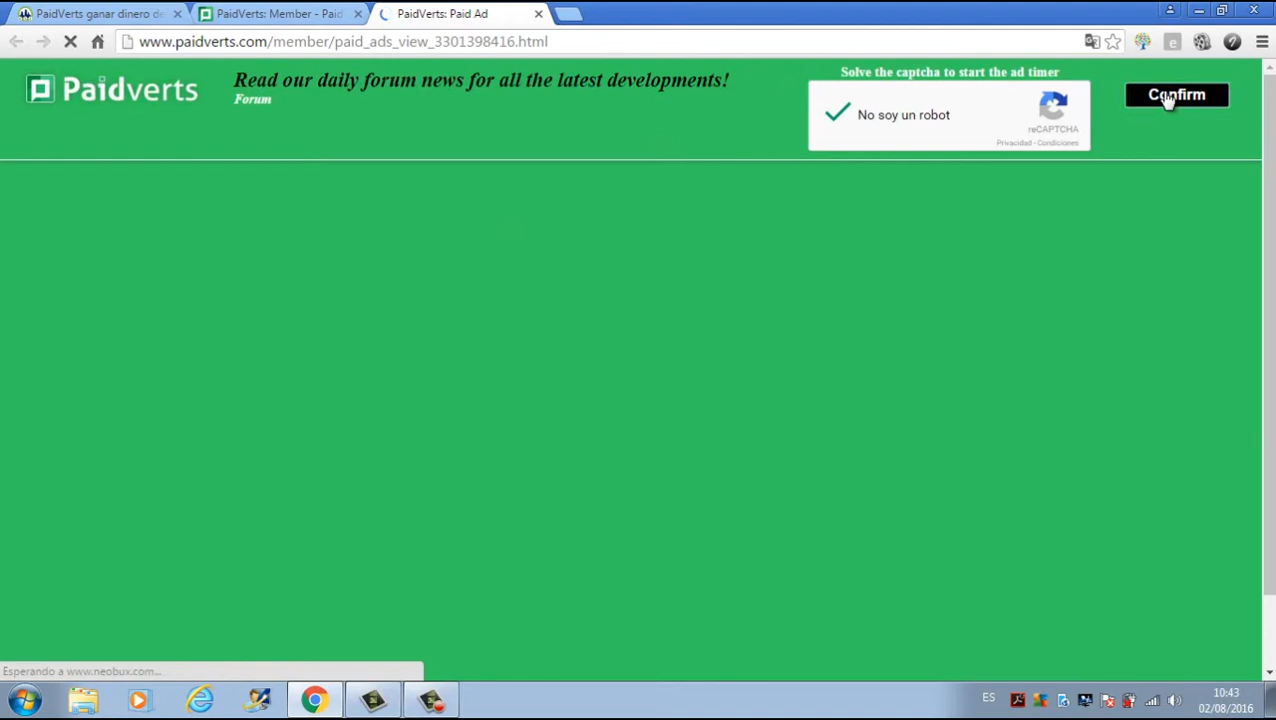 PaidVerts ganar dinero de
PaidVerts: Member - Paid
PaidVerts: Paid Ad
www.paidverts.com/member/paid_ads_view_3301398416.html
Paidverts
Read our daily forum news for all the latest developments!
Forum
Solve the captcha to start the ad timer
No soy un robot
reCAPTCHA
Privacidad - Condiciones
Confirm
Esperando a www.neobux.com...
ES
10:43
02/08/2016